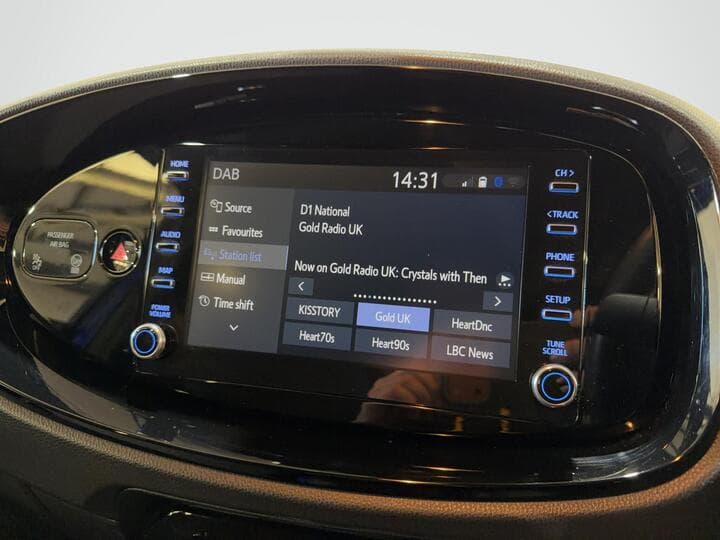 DAB
14:31
HOME
MENU
AUDIO
MAP
POWER
VOLUME
PASSENGER
AIR BAG
Source
Favourites
Station list
Manual
Time shift
D1 National
Gold Radio UK
Now on Gold Radio UK: Crystals with Then
KISSTORY
Gold UK
HeartDnc
Heart70s
Heart90s
LBC News
CH >
< TRACK
PHONE
SETUP
TUNE
SCROLL